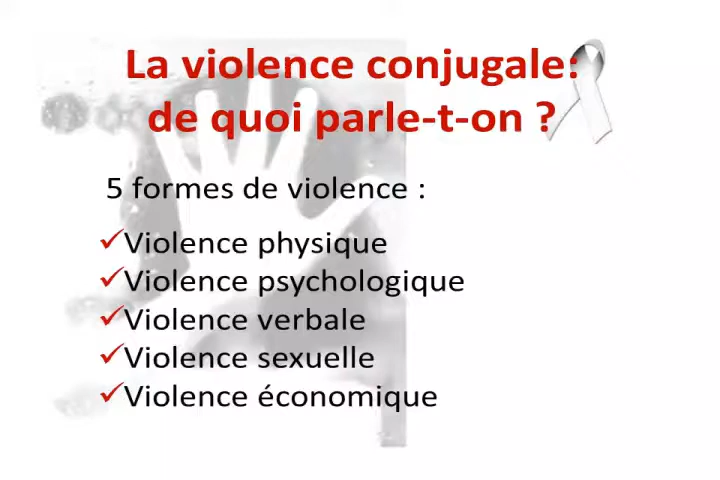 La violence conjugale:
de quoi parle-t-on ?
5 formes de violence :
Violence physique
Violence psychologique
Violence verbale
Violence sexuelle
Violence économique